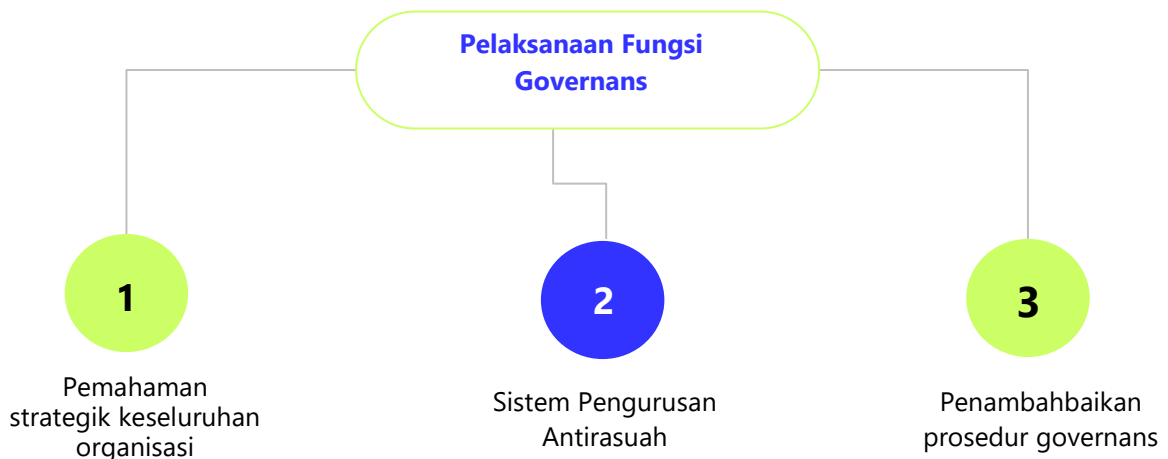 Pelaksanaan Fungsi
Governans
1
Pemahaman
strategik keseluruhan
organisasi
2
Sistem Pengurusan
Antirasuah
3
Penambahbaikan
prosedur governans